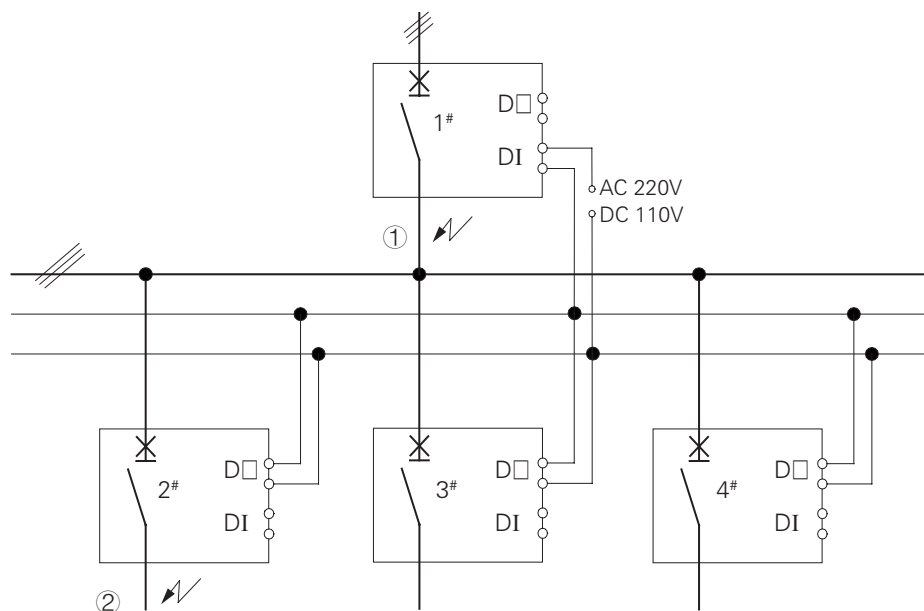 D□
1#
DI
AC 220V
DC 110V
①
D□
2#
DI
D□
3#
DI
D□
4#
DI
②